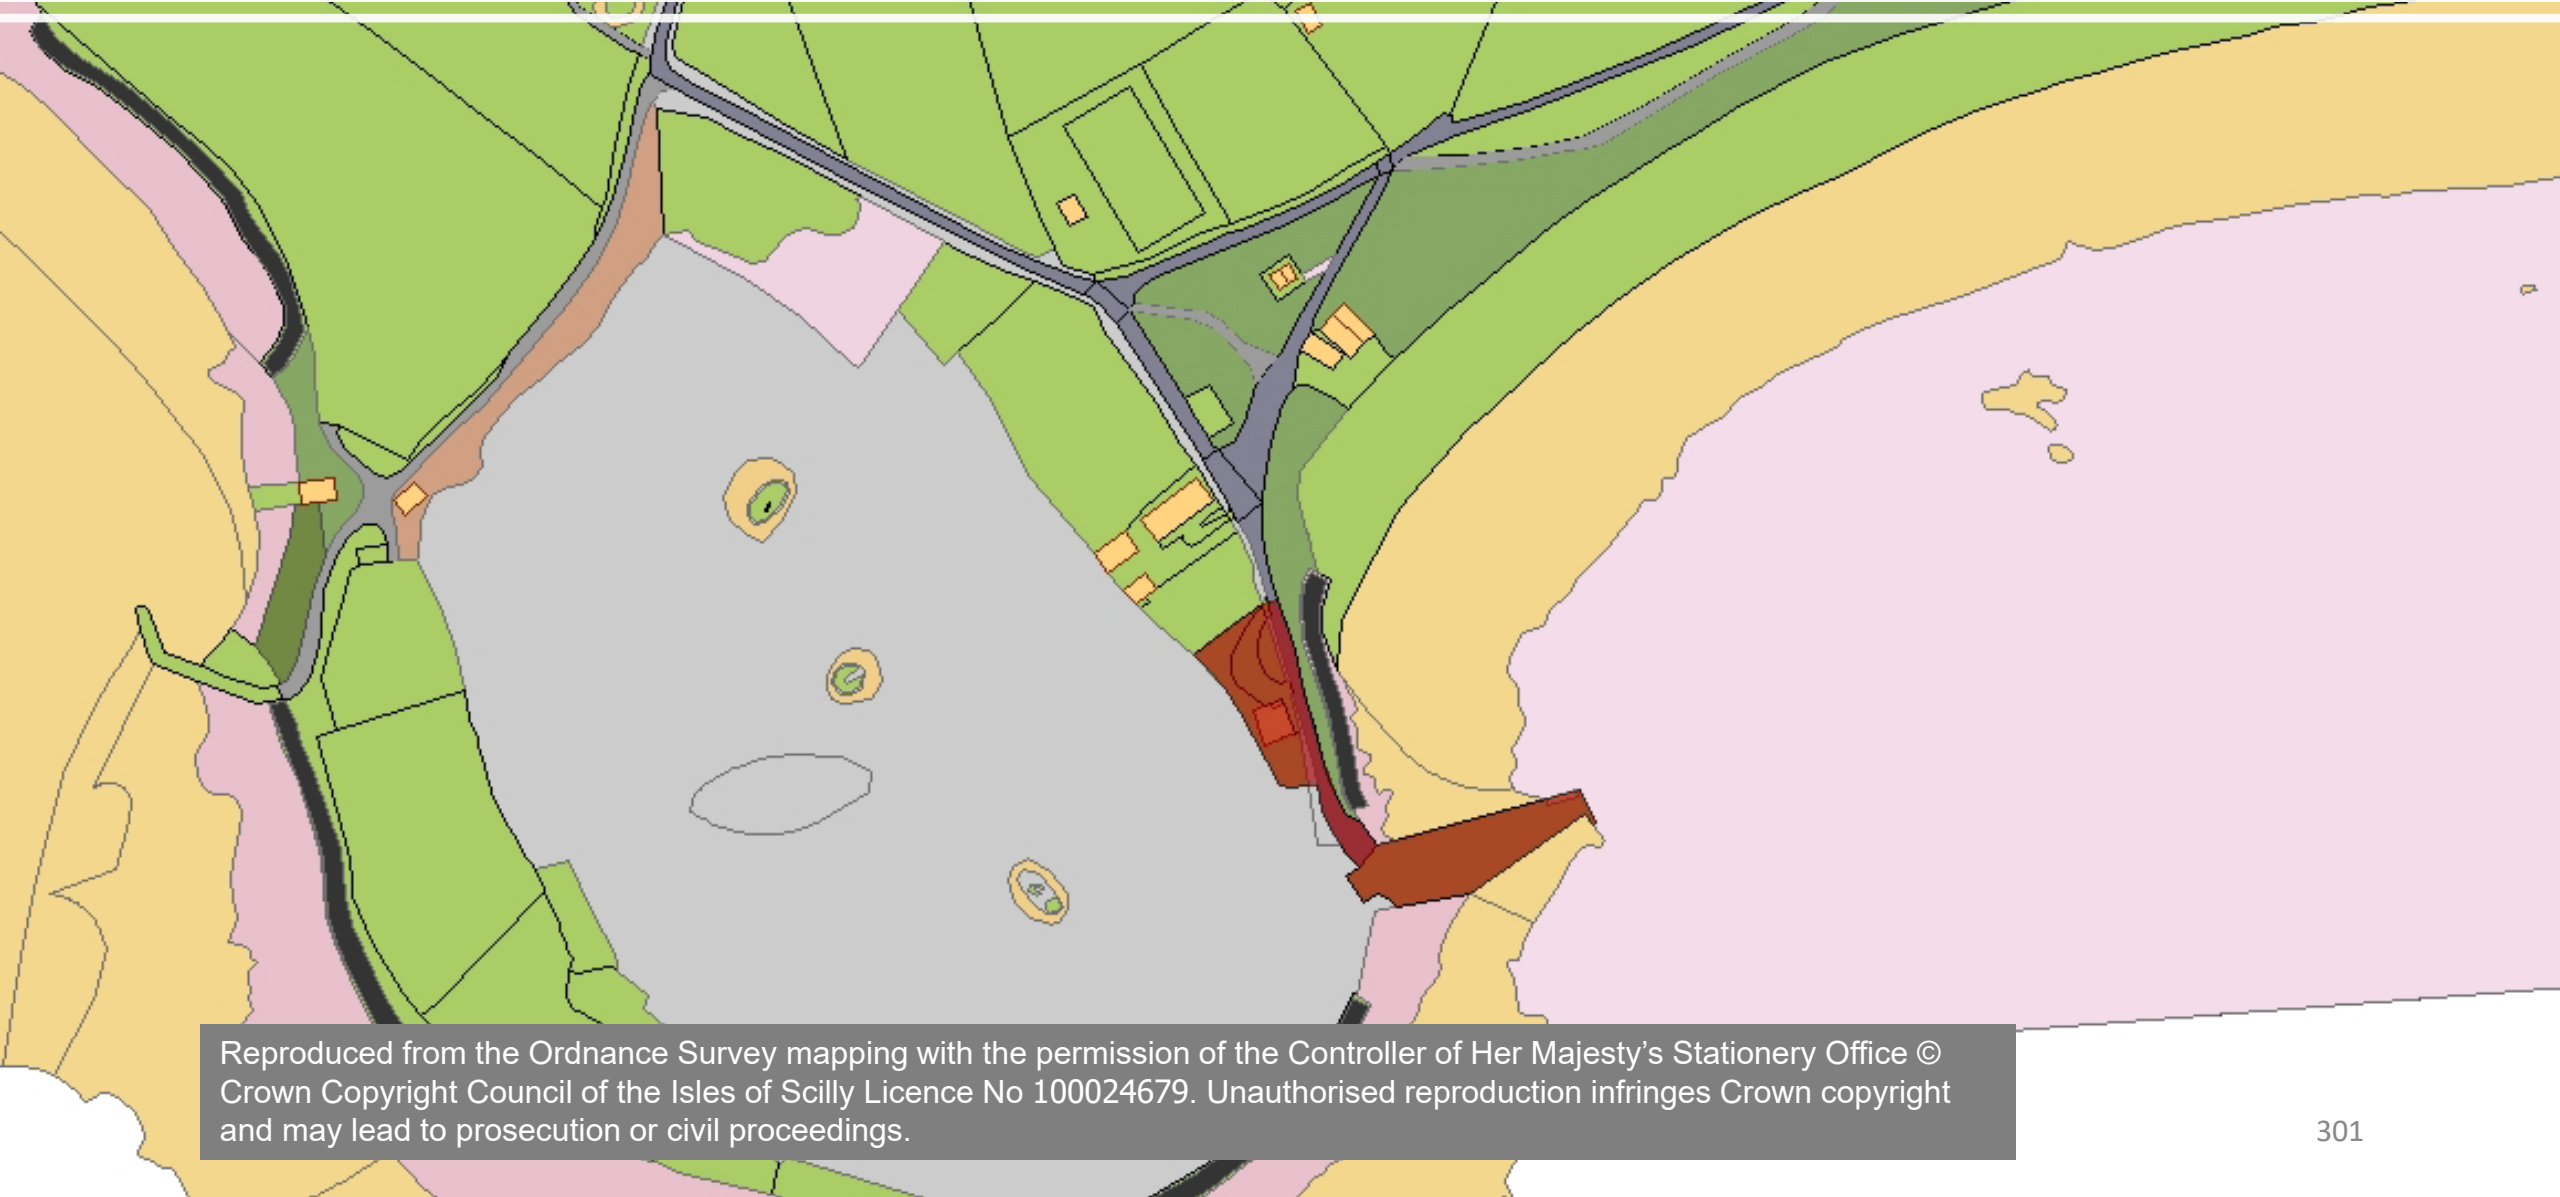 Reproduced from the Ordnance Survey mapping with the permission of the Controller of Her Majesty’s Stationery Office ©
Crown Copyright Council of the Isles of Scilly Licence No 100024679. Unauthorised reproduction infringes Crown copyright
and may lead to prosecution or civil proceedings.
301